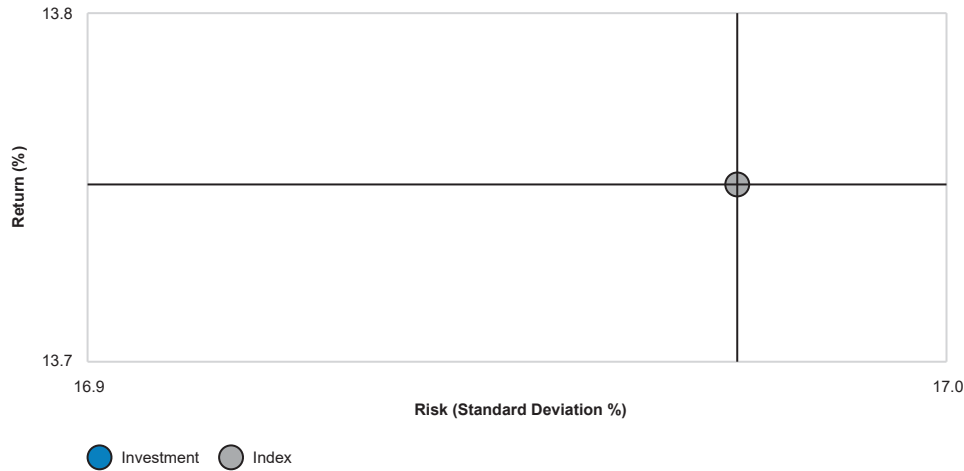 13.8
Return (%)
13.7
16.9
17.0
Risk (Standard Deviation %)
Investment
Index